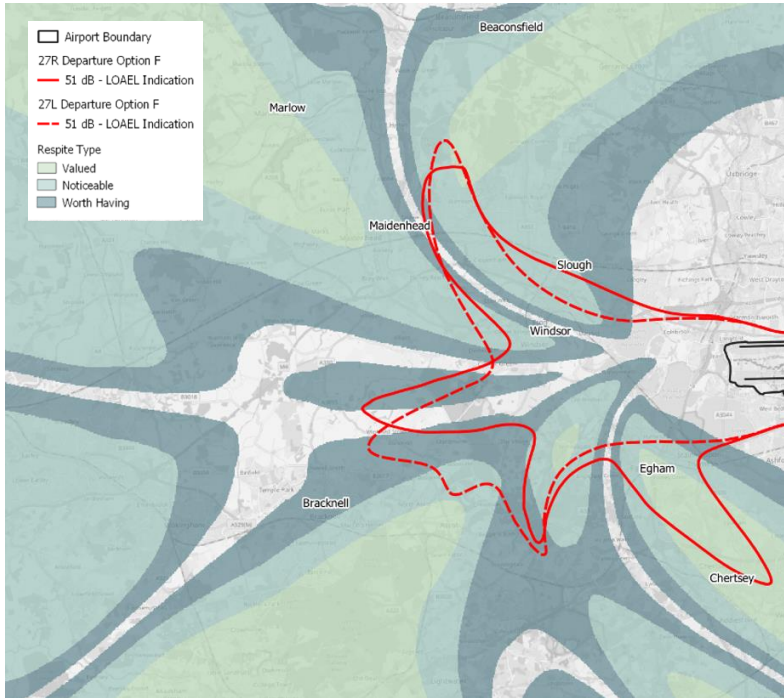 Airport Boundary
27R Departure Option F
51 dB - LOAEL Indication
27L Departure Option F
51 dB - LOAEL Indication
Respite Type
Valued
Noticeable
Worth Having
Beaconsfield
Marlow
Maidenhead
Slough
Windsor
Egham
Bracknell
Chertsey